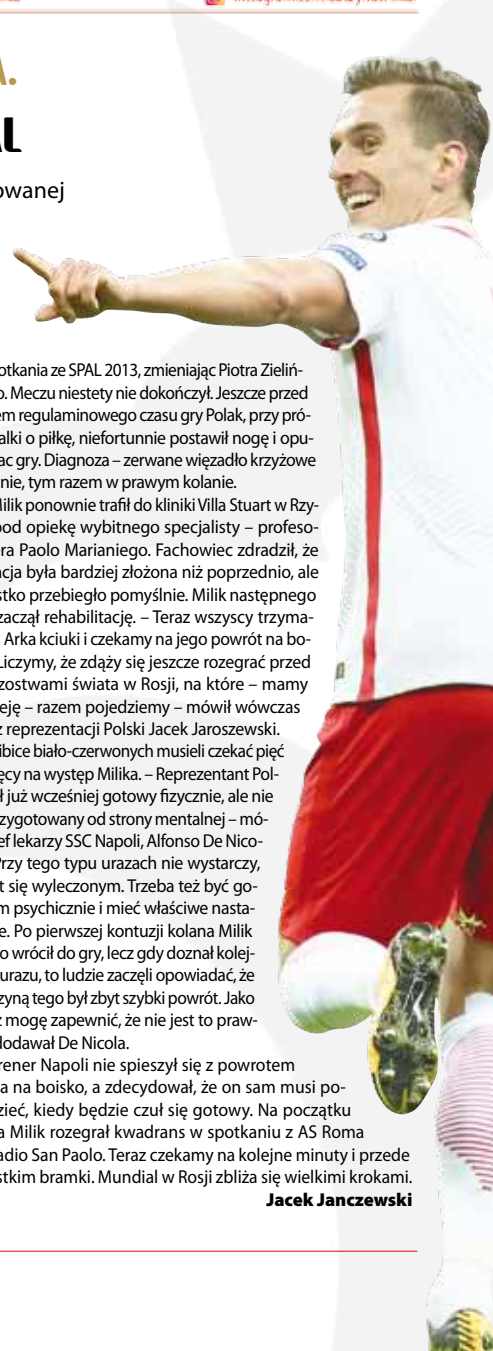 A.
AL
owanej
otkania ze SPAL 2013, zmieniając Piotra Zieliń-
o. Meczu niestety nie dokończył. Jeszcze przed
em regulaminowego czasu gry Polak, przy pró-
alki o piłkę, niefortunnie postawił nogę i opu-
ac gry. Diagnoza – zerwane więzadło krzyżowe
nie, tym razem w prawym kolanie.
Milik ponownie trafił do kliniki Villa Stuart w Rzy-
pod opiekę wybitnego specjalisty – profeso-
era Paolo Marianiego. Fachowiec zdradził, że
acja była bardziej złożona niż poprzednio, ale
stko przebiegło pomyślnie. Milik następnego
zaczął rehabilitację. – Teraz wszyscy trzyma-
Arka kciuki i czekamy na jego powrót na bo-
Liczymy, że zdąży się jeszcze rozegrać przed
zostwami świata w Rosji, na które – mamy
eję – razem pojedziemy – mówił wówczas
z reprezentacji Polski Jacek Jaroszewski.
ibice biało-czerwonych musieli czekać pięć
ęcy na występ Milika. – Reprezentant Pol-
ł już wcześniej gotowy fizycznie, ale nie
zygotowany od strony mentalnej – mó-
ef lekarzy SSC Napoli, Alfonso De Nico-
Przy tego typu urazach nie wystarczy,
t się wyleczonym. Trzeba też być go-
m psychicznie i mieć właściwe nasta-
e. Po pierwszej kontuzji kolana Milik
o wrócił do gry, lecz gdy doznał kolej-
urazu, to ludzie zaczęli opowiadać, że
zyną tego był zbyt szybki powrót. Jako
z mogę zapewnić, że nie jest to praw-
dodawał De Nicola.
rener Napoli nie spieszył się z powrotem
a na boisko, a zdecydował, że on sam musi po-
zieć, kiedy będzie czuł się gotowy. Na początku
a Milik rozegrał kwadrans w spotkaniu z AS Roma
adio San Paolo. Teraz czekamy na kolejne minuty i przede
stkim bramki. Mundial w Rosji zbliża się wielkimi krokami.
Jacek Janczewski